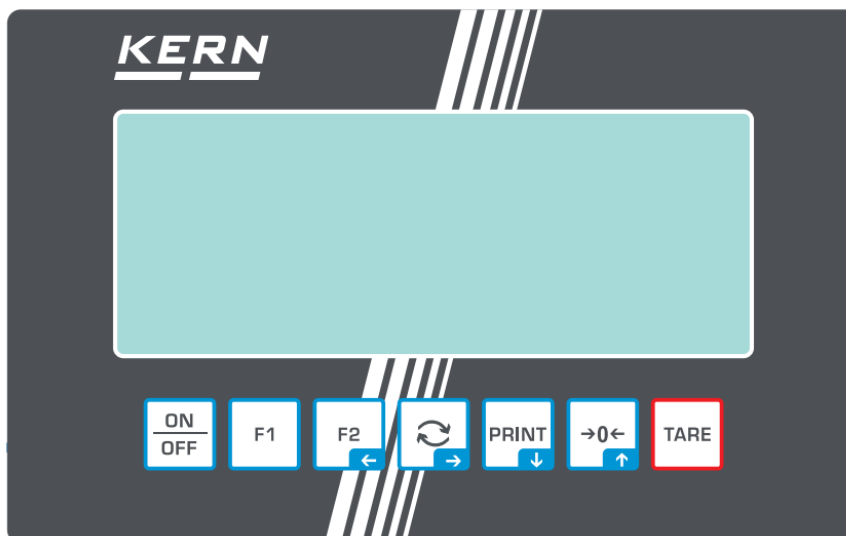 KERN
ON
OFF
F1
F2
←
→
PRINT
↓
→0←
↑
TARE